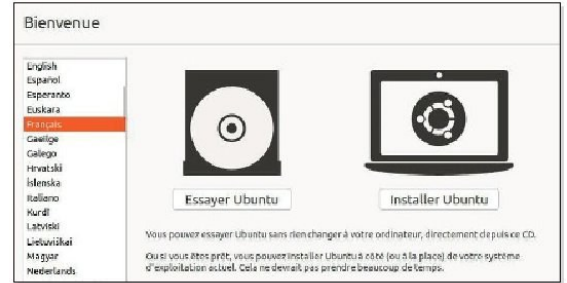 Bienvenue
English
Español
Esperanto
Euskara
Français
Gaeilge
Galego
Hrvatski
Íslenska
Italiano
Kurdî
Latviski
Lietuviškai
Magyar
Nederlands
Essayer Ubuntu
Installer Ubuntu
Vous pouvez essayer Ubuntu sans rien changer à votre ordinateur, directement depuis ce CD.
Ou si vous êtes prêt, vous pouvez installer Ubuntu à côté (ou à la place) de votre système
d'exploitation actuel. Cela ne devrait pas prendre beaucoup de temps.